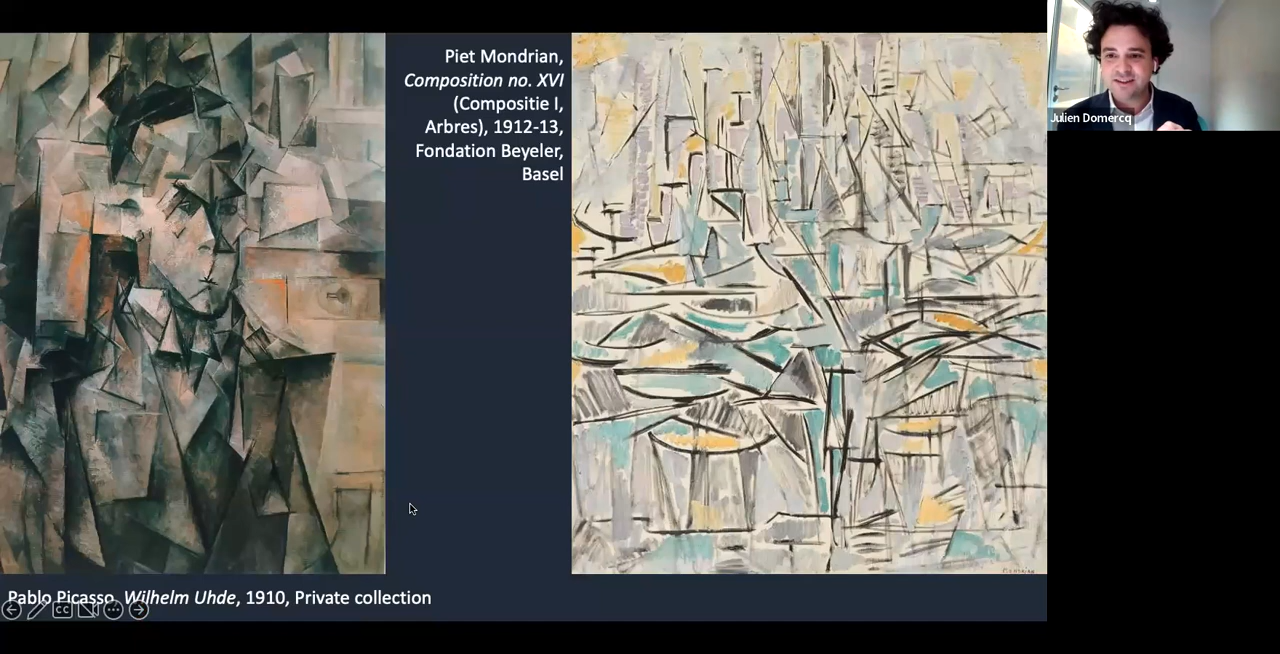 Piet Mondrian,
Composition no. XVI
(Compositie I,
Arbres), 1912-13,
Fondation Beyeler,
Basel
Julien Domercq
Pablo Picasso, Wilhelm Uhde, 1910, Private collection
CC